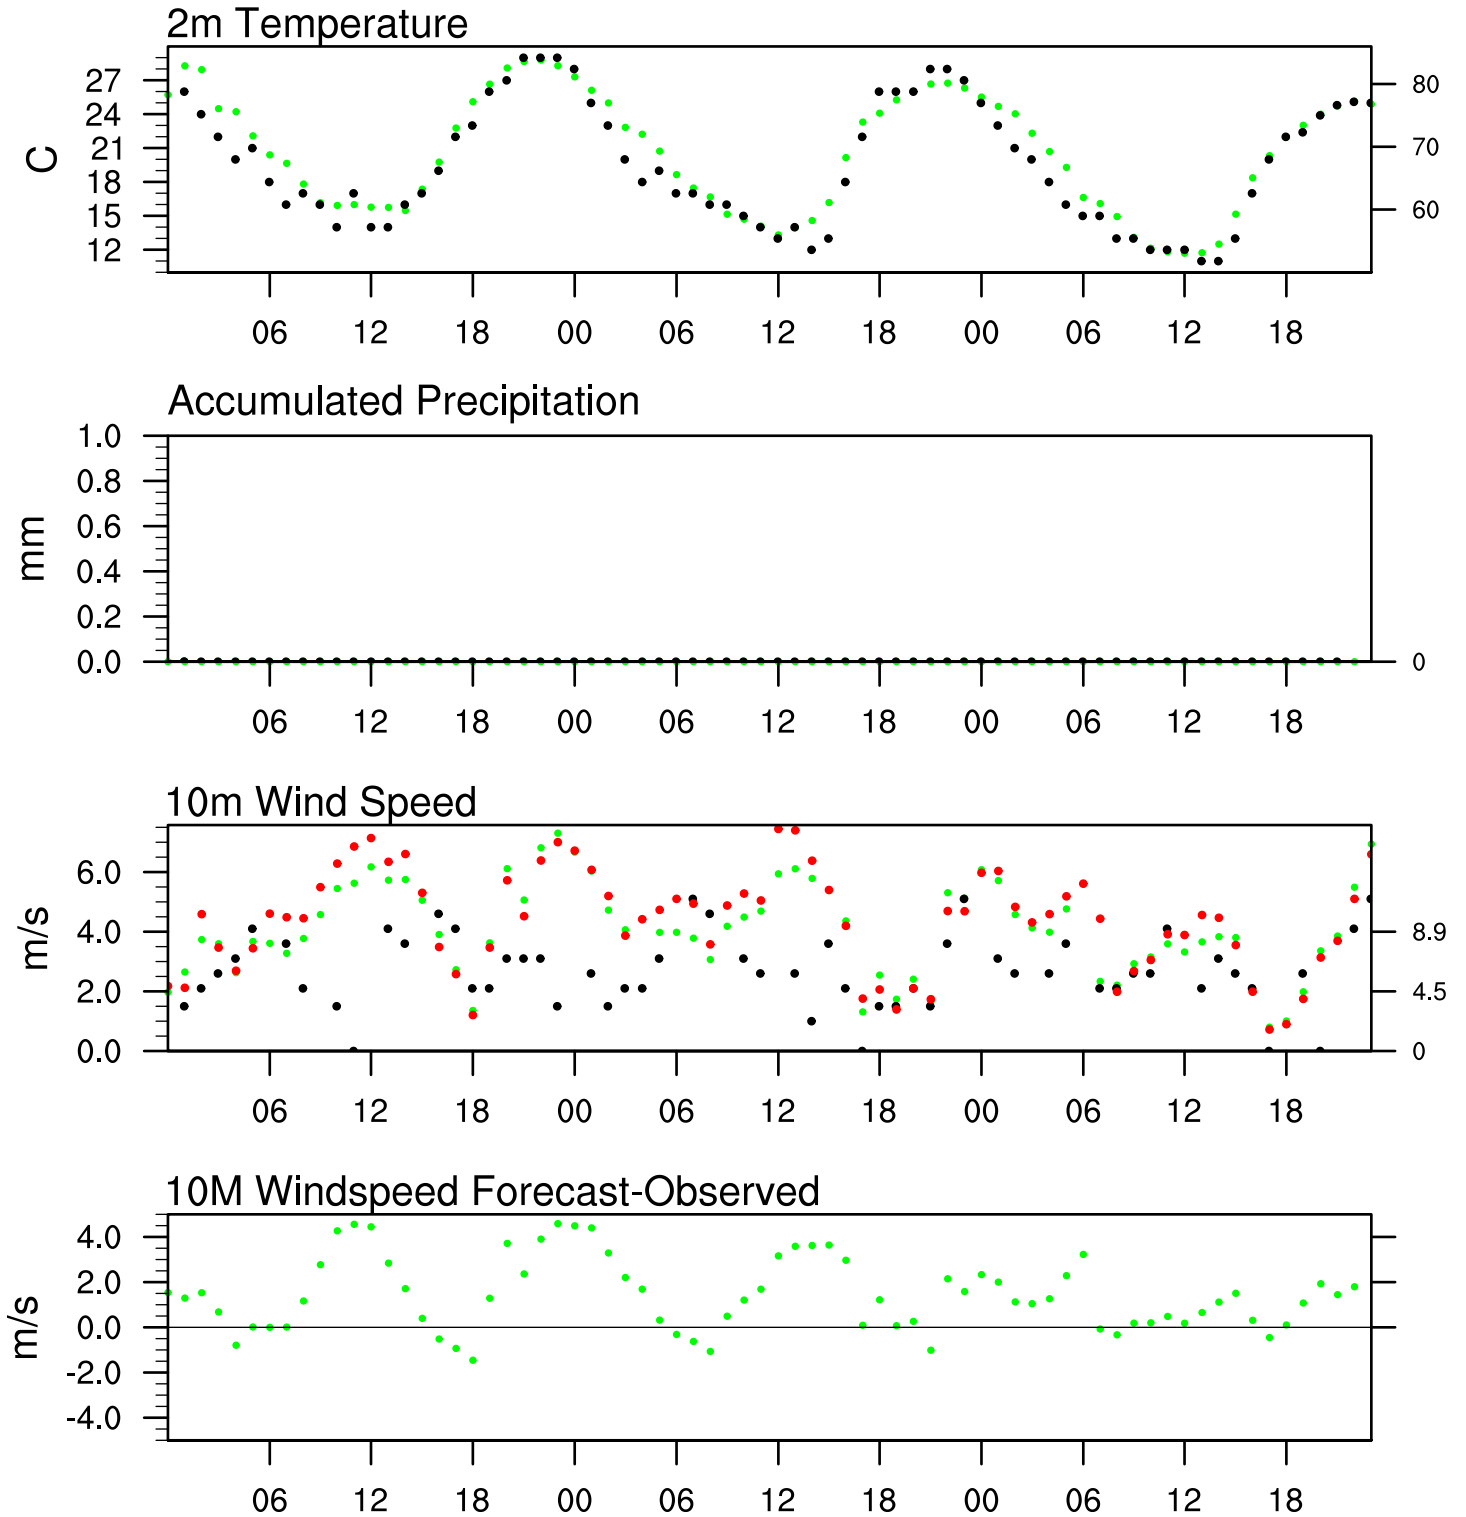 2m Temperature
27
24
21
18
15
12
C
80
70
60
06 12 18 00 06 12 18 00 06 12 18
Accumulated Precipitation
1.0
0.8
0.6
0.4
0.2
0.0
mm
0
06 12 18 00 06 12 18 00 06 12 18
10m Wind Speed
6.0
4.0
2.0
0.0
m/s
8.9
4.5
0
06 12 18 00 06 12 18 00 06 12 18
10M Windspeed Forecast-Observed
4.0
2.0
0.0
-2.0
-4.0
m/s
06 12 18 00 06 12 18 00 06 12 18